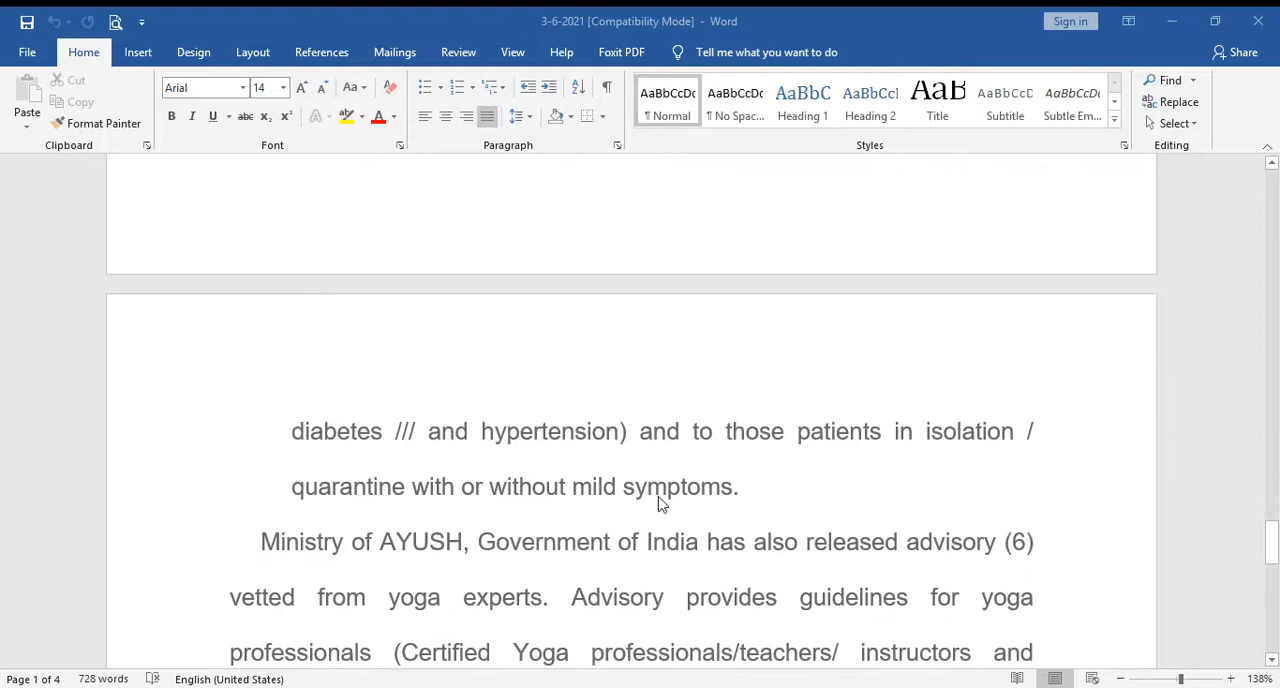 3-6-2021 [Compatibility Mode] - Word
Sign in
File Home Insert Design Layout References Mailings Review View Help Foxit PDF Tell me what you want to do Share
Paste
Cut
Copy
Format Painter
Clipboard
Arial 14
Aa
B I U abc x₂ x² A A
Font
Paragraph
AaBbCcDc AaBbCcDc AaBbC AaBbCcl AaB AaBbCcD AaBbCcDc
¶ Normal ¶ No Spac... Heading 1 Heading 2 Title Subtitle Subtle Em...
Styles
Find
Replace
Select
Editing
diabetes /// and hypertension) and to those patients in isolation /
quarantine with or without mild symptoms.
Ministry of AYUSH, Government of India has also released advisory (6)
vetted from yoga experts. Advisory provides guidelines for yoga
professionals (Certified Yoga professionals/teachers/ instructors and
Page 1 of 4 728 words English (United States) 138%